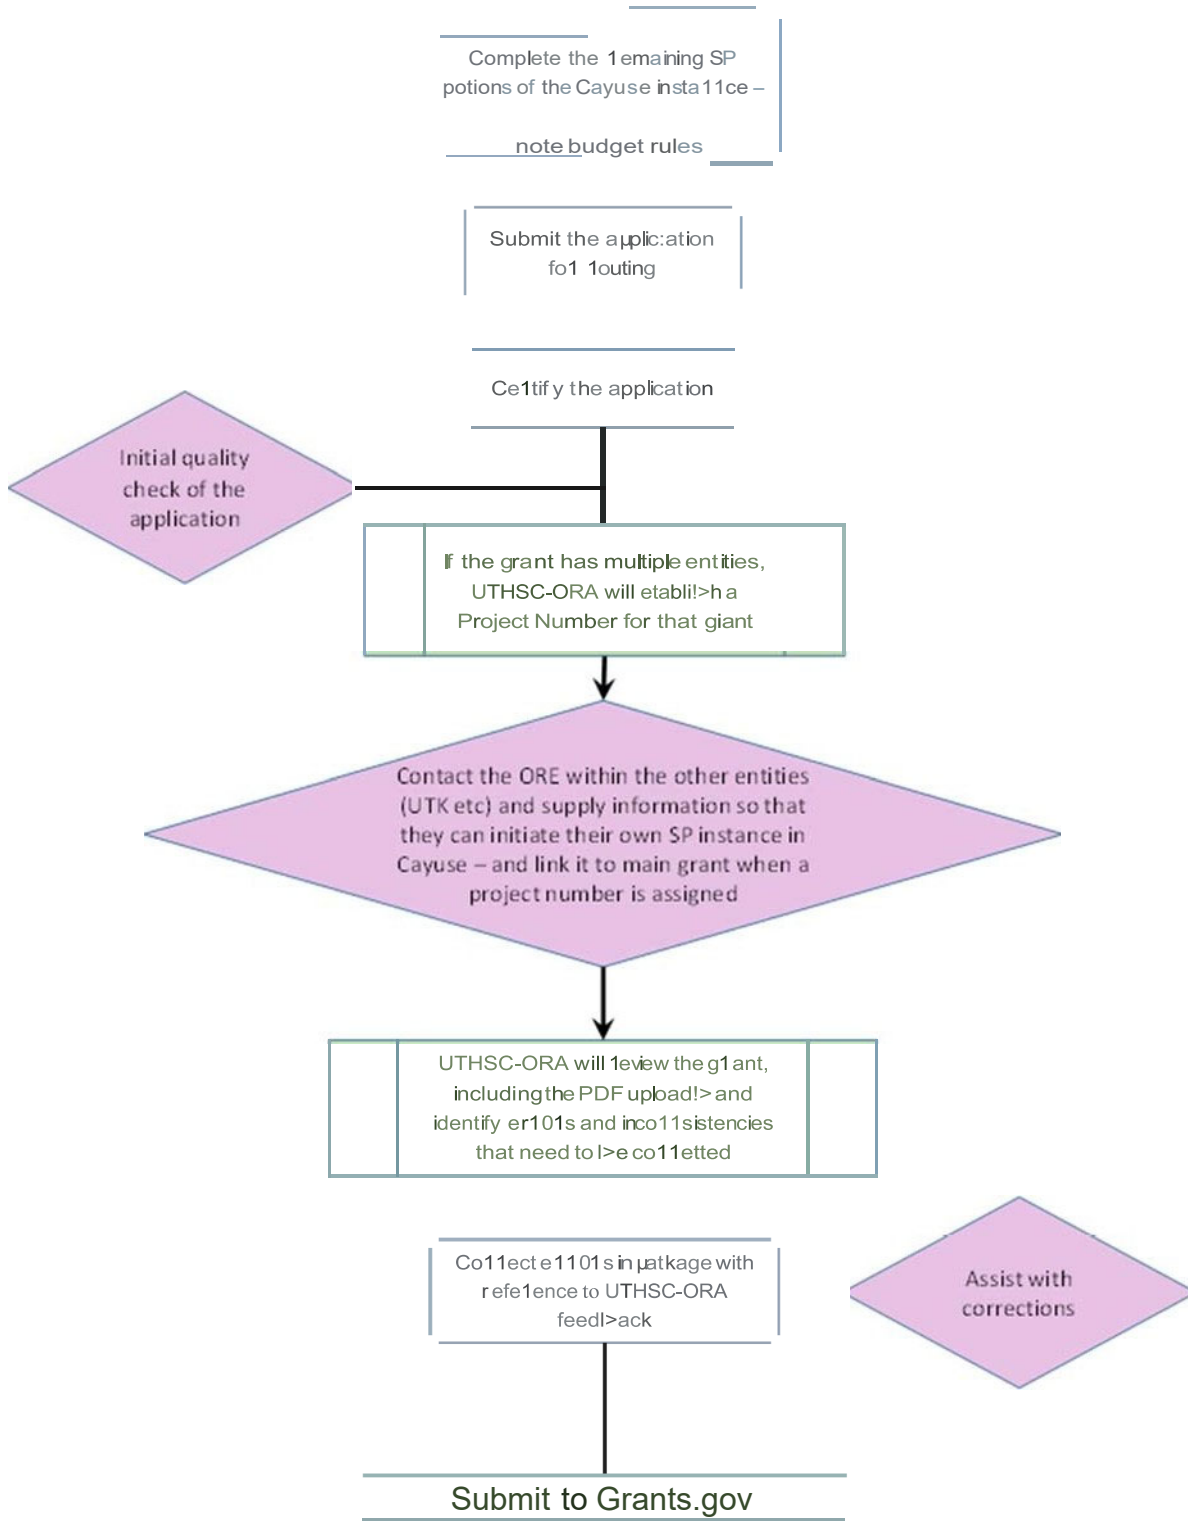 Complete the 1emaining SP
potions of the Cayuse insta11ce –
note budget rules
Submit the aµplic:ation
fo1 1outing
Ce1tify the application
Initial quality
check of the
application
If the grant has multiple entities,
UTHSC-ORA will etabli!>h a
Project Number for that giant
Contact the ORE within the other entities
(UTK etc) and supply information so that
they can initiate their own SP instance in
Cayuse – and link it to main grant when a
project number is assigned
UTHSC-ORA will 1eview the g1ant,
including the PDF upload!> and
identify er101s and inco11sistencies
that need to l>e co11etted
Co11ect e1101s in µatkage with
refe1ence to UTHSC-ORA
feedl>ack
Assist with
corrections
Submit to Grants.gov